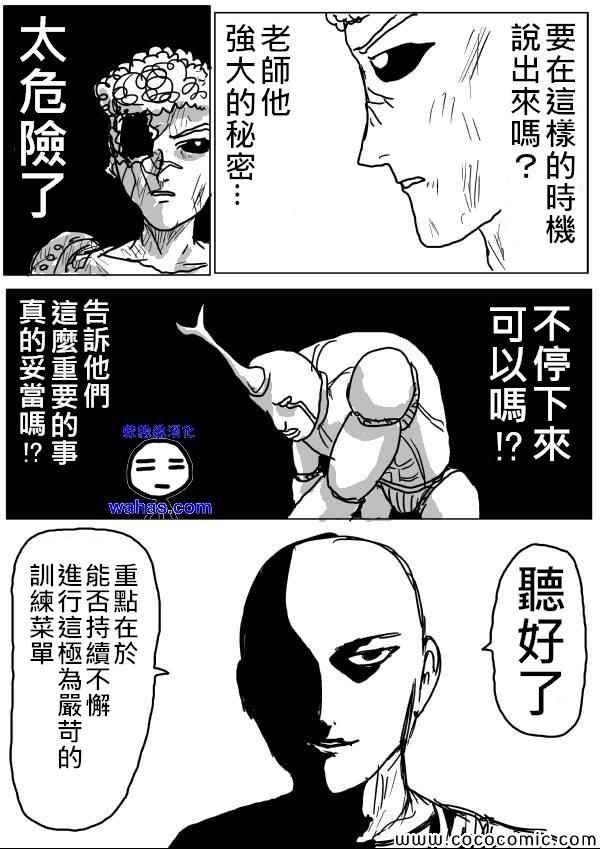 要在這樣的時機
說出來嗎？
老師他
強大的秘密…
太危險了
不停下來
可以嗎!?
告訴他們
這麼重要的事
真的妥當嗎!?
wahas.com
聽好了
重點在於
能否持續不懈
進行這極為嚴苛的
訓練菜單
www.cococomic.com